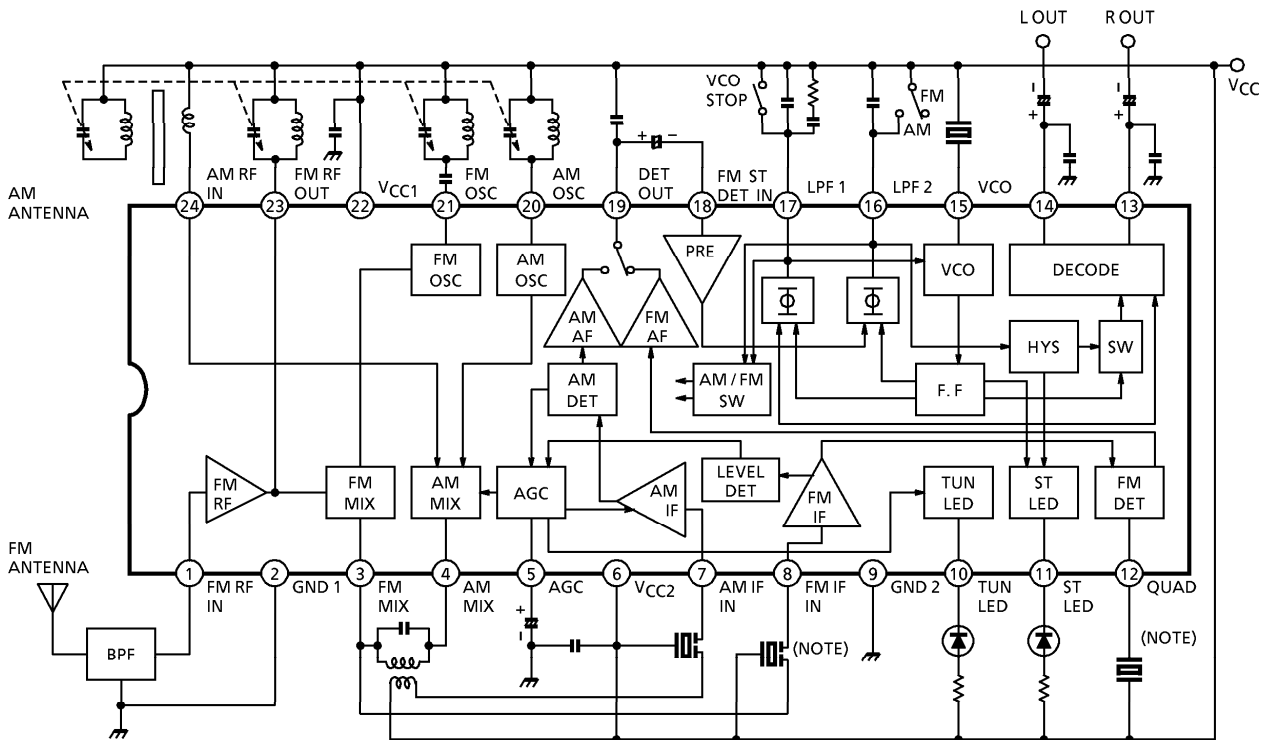 L OUT
R OUT
VCC
VCO
STOP
FM
AM
AM
ANTENNA
AM RF
IN
FM RF
OUT
VCC1
FM
OSC
AM
OSC
DET
OUT
FM ST
DET IN
LPF 1
LPF 2
VCO
24
23
22
21
20
19
18
17
16
15
14
13
FM
OSC
AM
OSC
PRE
VCO
DECODE
AM
AF
FM
AF
HYS
SW
AM
DET
AM / FM
SW
F. F
FM
RF
FM
MIX
AM
MIX
AGC
AM
IF
LEVEL
DET
FM
IF
TUN
LED
ST
LED
FM
DET
FM
ANTENNA
1
2
3
4
5
6
7
8
9
10
11
12
FM RF
IN
GND 1
FM
MIX
AM
MIX
AGC
VCC2
AM IF
IN
FM IF
IN
GND 2
TUN
LED
ST
LED
QUAD
BPF
(NOTE)
(NOTE)